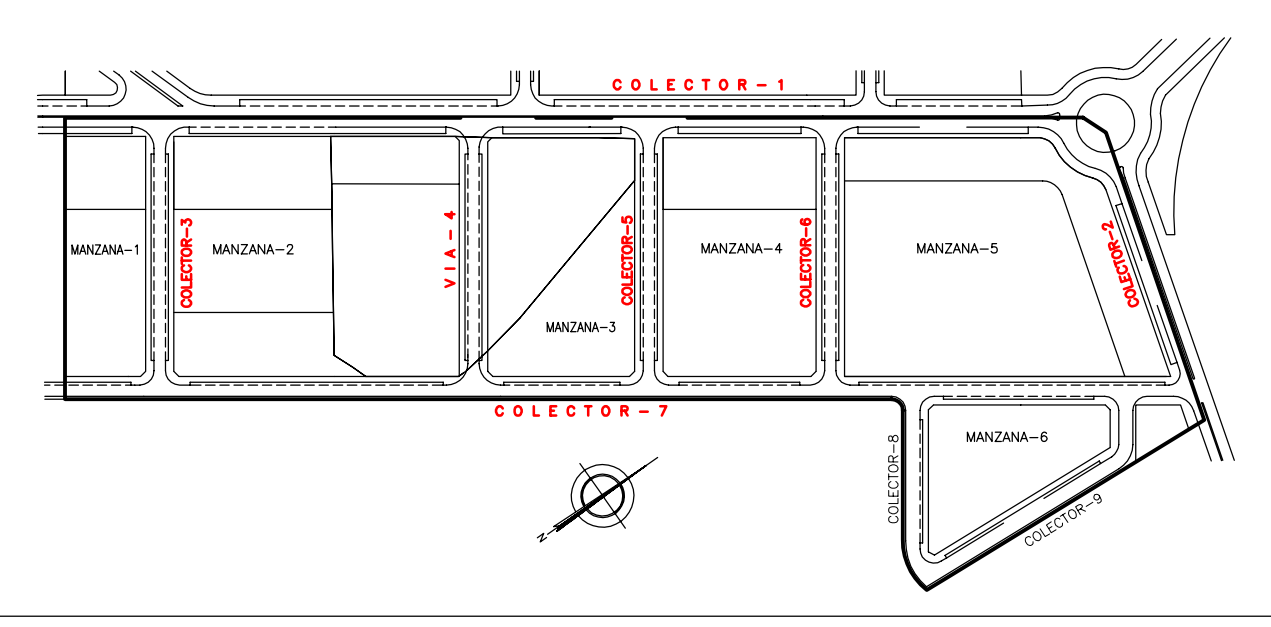 COLECTOR-1
MANZANA-1
COLECTOR-3
MANZANA-2
VIA-4
MANZANA-3
COLECTOR-5
MANZANA-4
COLECTOR-6
MANZANA-5
COLECTOR-2
COLECTOR-7
MANZANA-6
COLECTOR-8
COLECTOR-9
N